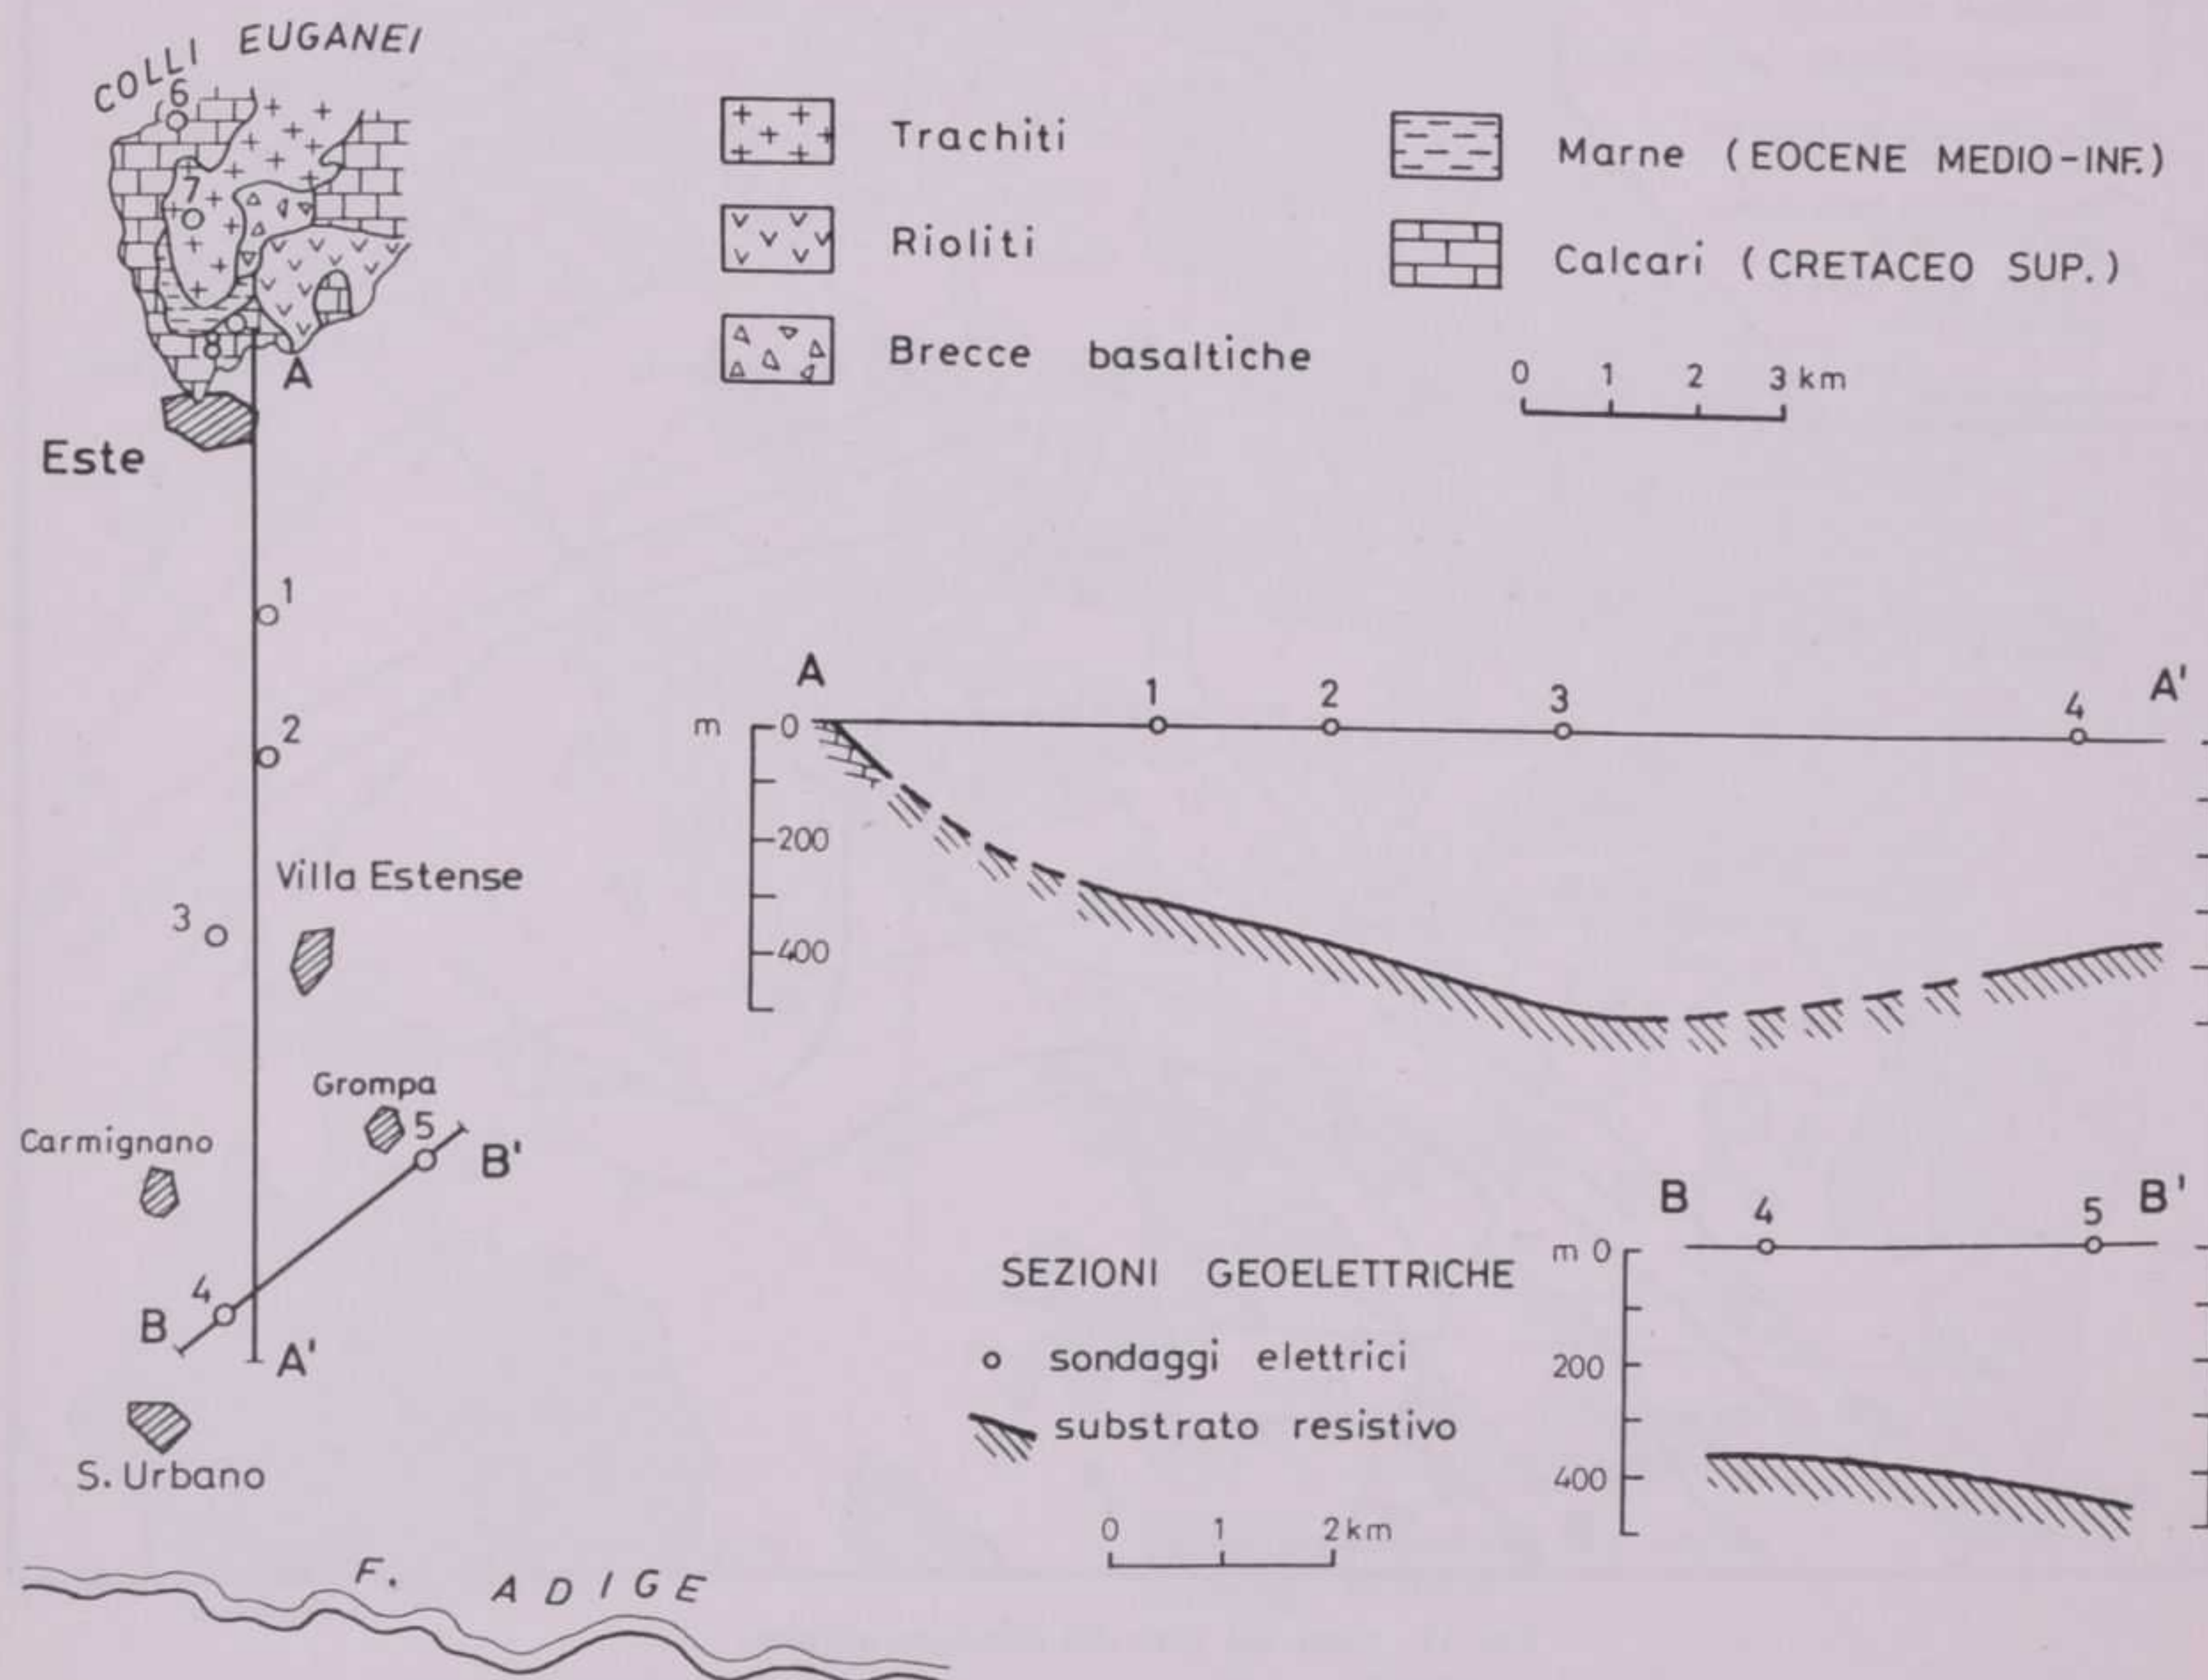 COLLI EUGANEI
6
7
8
A
Este
1
2
Villa Estense
3
Grompa
5
B'
Carmignano
4
B
A'
S. Urbano
F. ADIGE
Trachiti
Rioliti
Brecce basaltiche
Marne (EOCENE MEDIO-INF.)
Calcari (CRETACEO SUP.)
0 1 2 3 km
A 1 2 3 4 A'
m 0
200
400
SEZIONI GEOELETTRICHE
sondaggi elettrici
substrato resistivo
0 1 2 km
B 4 5 B'
m 0
200
400